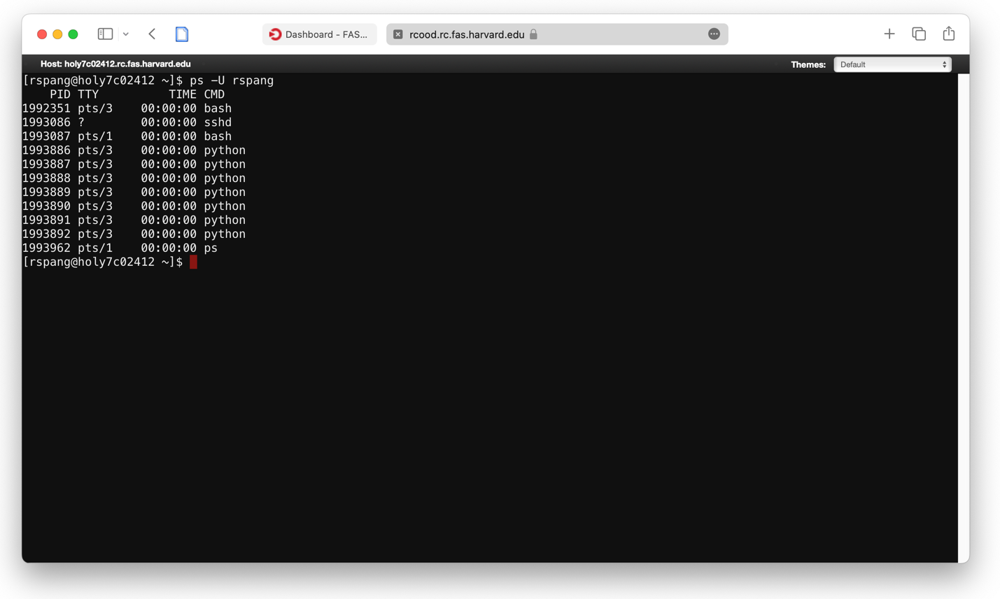 Dashboard - FAS...
rcood.rc.fas.harvard.edu
Host: holy7c02412.rc.fas.harvard.edu
Themes: Default
[rspang@holy7c02412 ~]$ ps -U rspang
    PID TTY          TIME CMD
1992351 pts/3    00:00:00 bash
1993086 ?        00:00:00 sshd
1993087 pts/1    00:00:00 bash
1993886 pts/3    00:00:00 python
1993887 pts/3    00:00:00 python
1993888 pts/3    00:00:00 python
1993889 pts/3    00:00:00 python
1993890 pts/3    00:00:00 python
1993891 pts/3    00:00:00 python
1993892 pts/3    00:00:00 python
1993962 pts/1    00:00:00 ps
[rspang@holy7c02412 ~]$